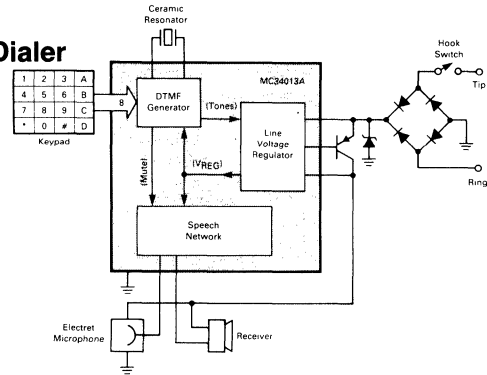 Ceramic
Resonator
Dialer
Hook
Switch
MC34013A
Tip
1 2 3 A
4 5 6 B
7 8 9 C
* 0 # D
Keypad
8
DTMF
Generator
(Tones)
Line
Voltage
Regulator
(Mute)
(VREG)
Ring
Speech
Network
Electret
Microphone
Receiver